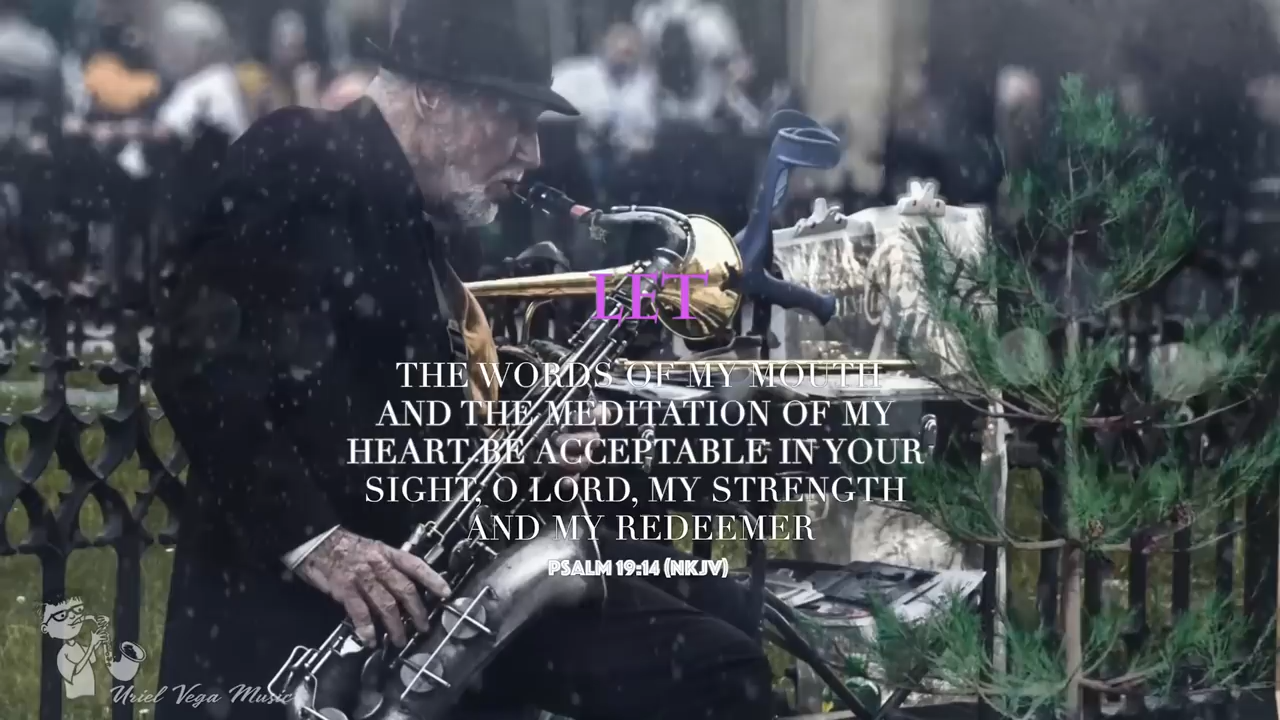 LET
THE WORDS OF MY MOUTH
AND THE MEDITATION OF MY
HEART BE ACCEPTABLE IN YOUR
SIGHT, O LORD, MY STRENGTH
AND MY REDEEMER
PSALM 19:14 (NKJV)
Uriel Vega Music